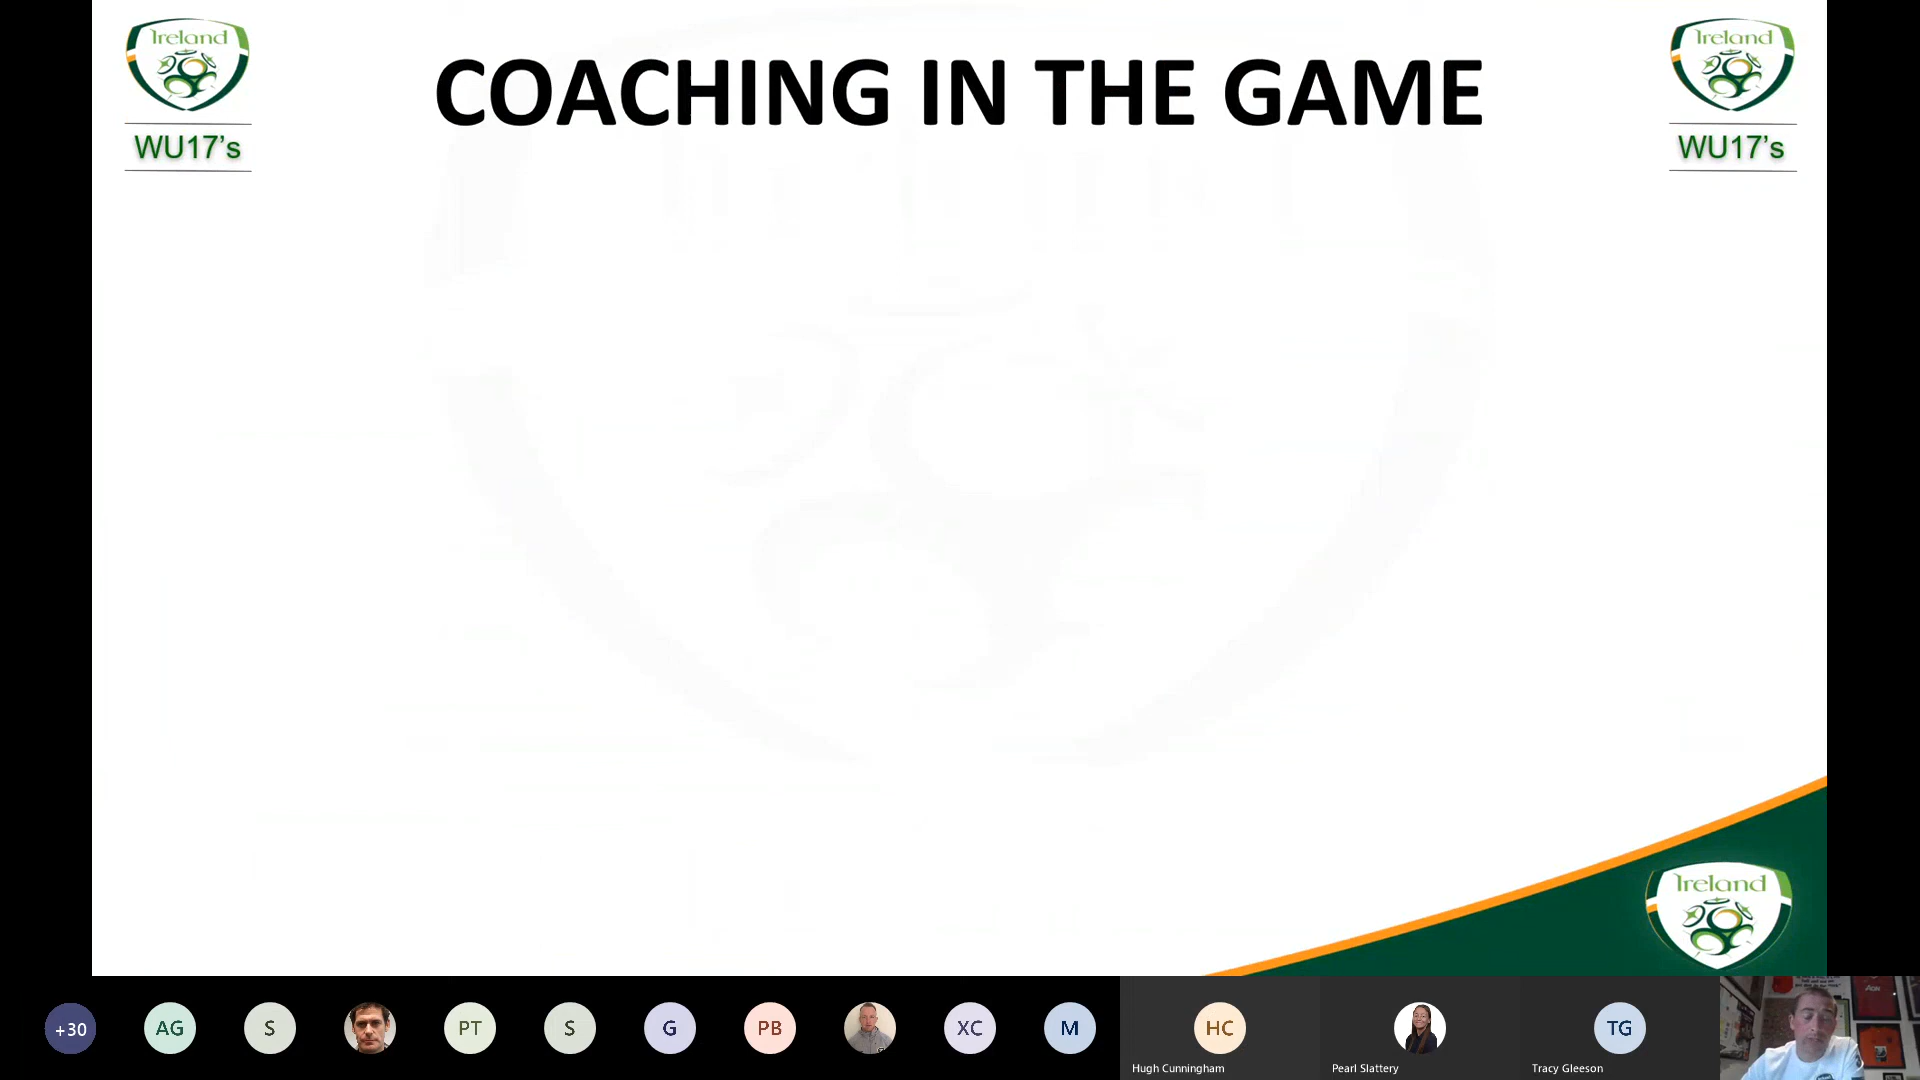 Ireland
WU17’s
COACHING IN THE GAME
Ireland
WU17’s
Ireland
+30
AG
S
PT
S
G
PB
XC
M
HC
TG
Hugh Cunningham
Pearl Slattery
Tracy Gleeson